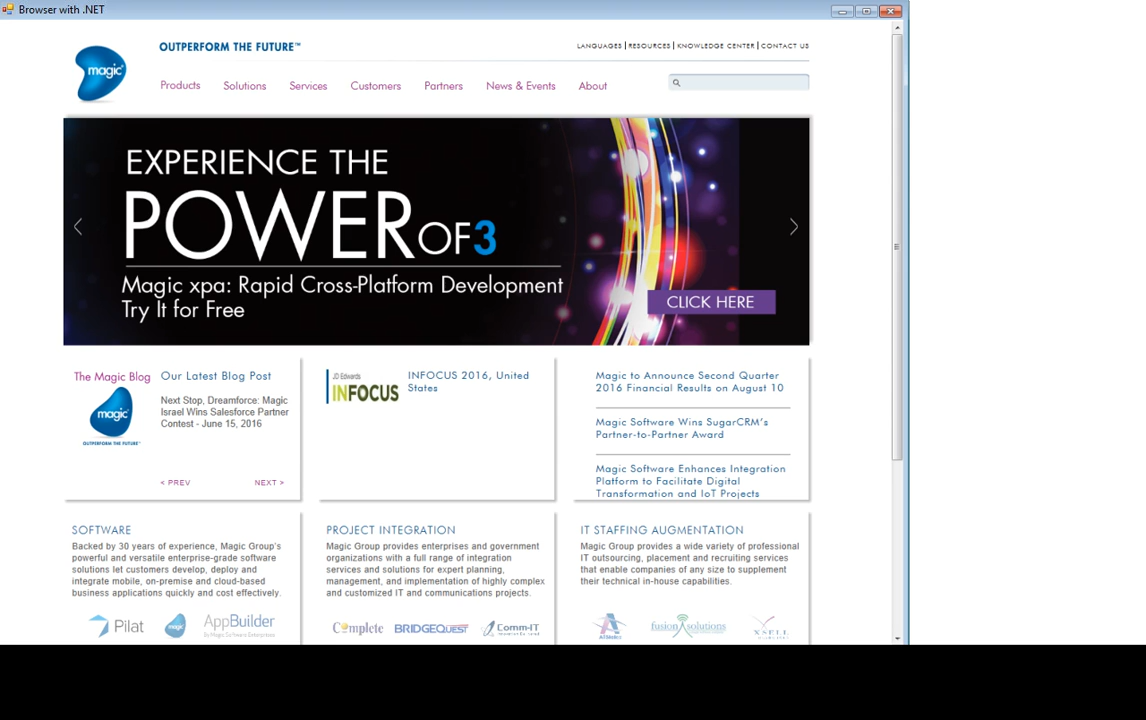 Browser with .NET
OUTPERFORM THE FUTURE™
LANGUAGES | RESOURCES | KNOWLEDGE CENTER | CONTACT US
magic
Products Solutions Services Customers Partners News & Events About
EXPERIENCE THE
POWER OF 3
Magic xpa: Rapid Cross-Platform Development
Try It for Free
CLICK HERE
The Magic Blog
magic
OUTPERFORM THE FUTURE™
Our Latest Blog Post
Next Stop, Dreamforce: Magic
Israel Wins Salesforce Partner
Contest - June 15, 2016
< PREV NEXT >
JD Edwards
INFOCUS
INFOCUS 2016, United
States
Magic to Announce Second Quarter
2016 Financial Results on August 10
Magic Software Wins SugarCRM's
Partner-to-Partner Award
Magic Software Enhances Integration
Platform to Facilitate Digital
Transformation and IoT Projects
SOFTWARE
Backed by 30 years of experience, Magic Group's
powerful and versatile enterprise-grade software
solutions let customers develop, deploy and
integrate mobile, on-premise and cloud-based
business applications quickly and cost effectively.
Pilat magic AppBuilder
By Magic Software Enterprises
PROJECT INTEGRATION
Magic Group provides enterprises and government
organizations with a full range of integration
services and solutions for expert planning,
management, and implementation of highly complex
and customized IT and communications projects.
Complete BRIDGEQUEST Comm-IT
IT STAFFING AUGMENTATION
Magic Group provides a wide variety of professional
IT outsourcing, placement and recruiting services
that enable companies of any size to supplement
their technical in-house capabilities.
fusion solutions XSELL